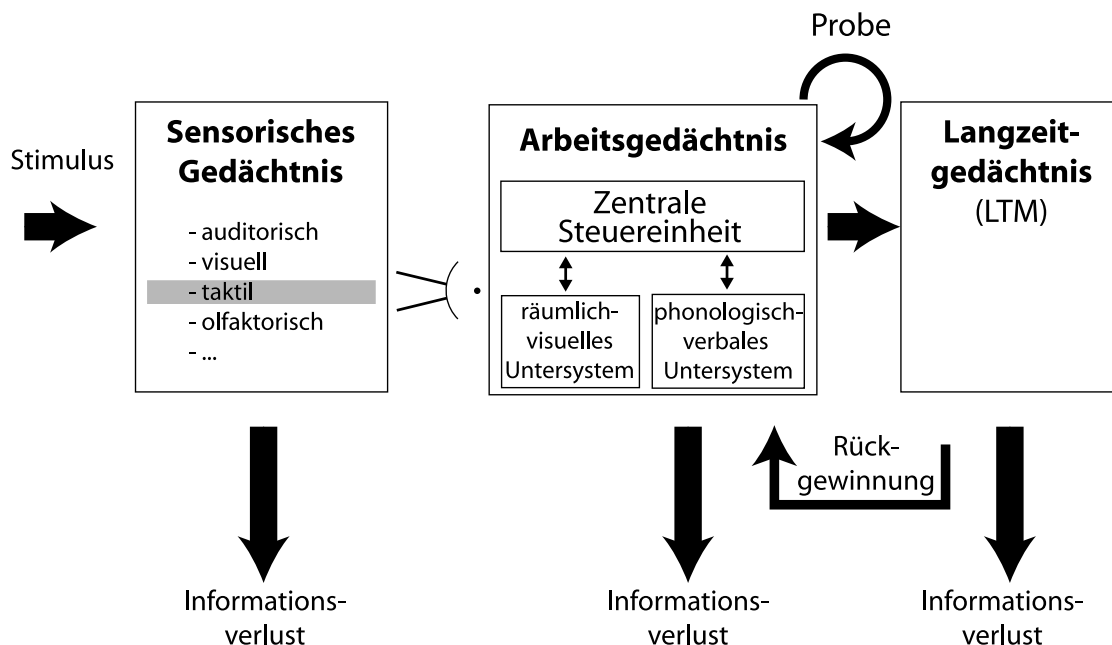 Probe
Stimulus
Sensorisches
Gedächtnis
- auditorisch
- visuell
- taktil
- olfaktorisch
- ...
Arbeitsgedächtnis
Zentrale
Steuereinheit
räumlich-
visuelles
Untersystem
phonologisch-
verbales
Untersystem
Langzeit-
gedächtnis
(LTM)
Rück-
gewinnung
Informations-
verlust
Informations-
verlust
Informations-
verlust